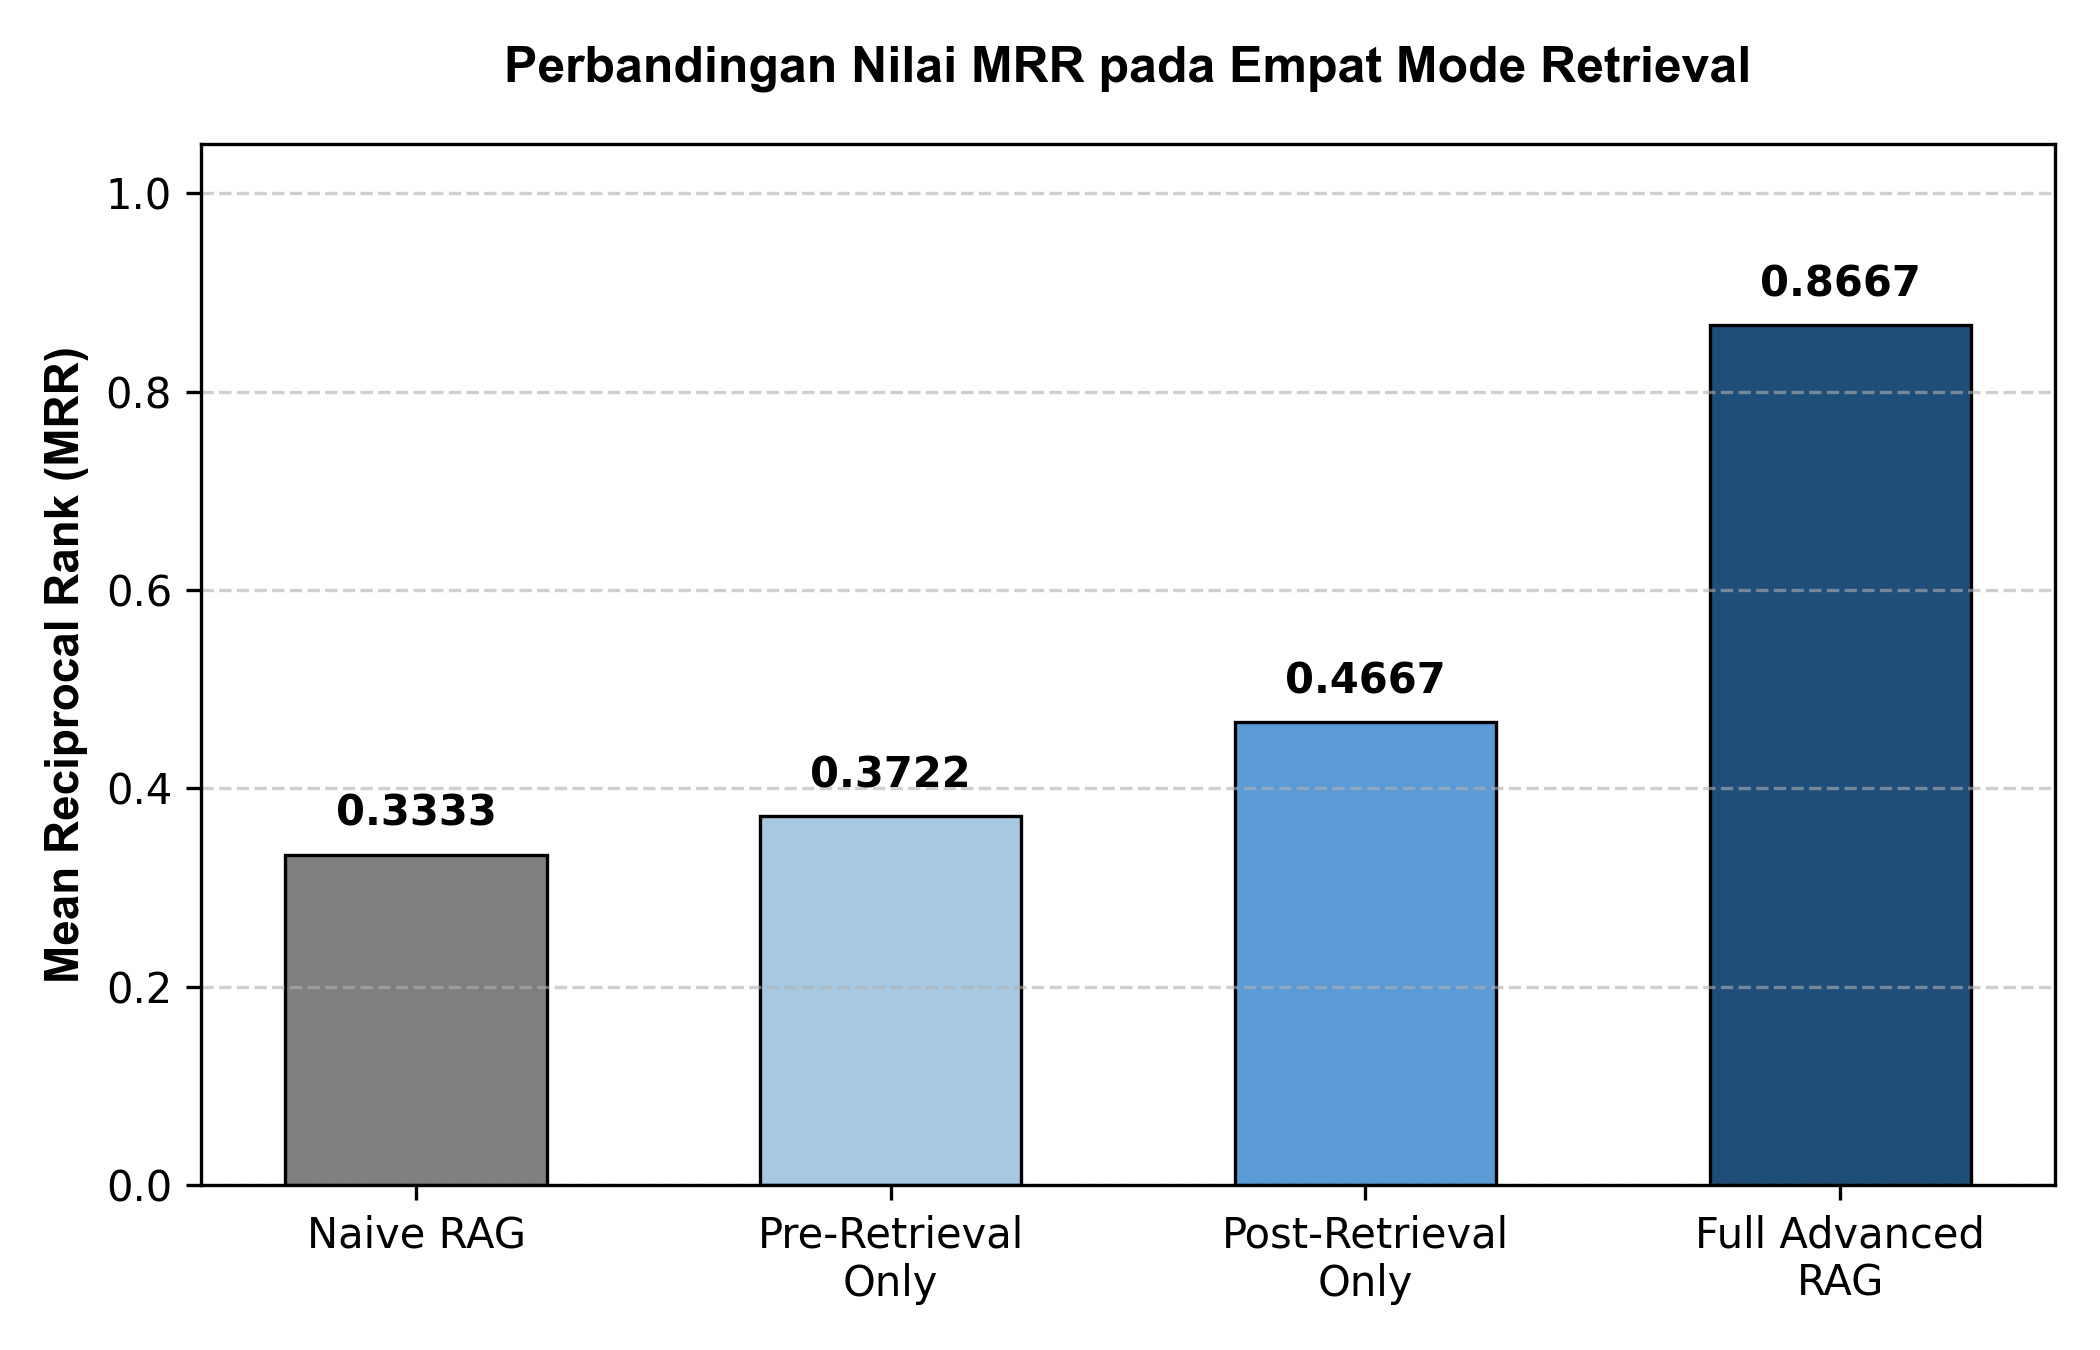 Perbandingan Nilai MRR pada Empat Mode Retrieval
Mean Reciprocal Rank (MRR)
1.0
0.8
0.6
0.4
0.2
0.0
0.3333
0.3722
0.4667
0.8667
Naive RAG
Pre-Retrieval
Only
Post-Retrieval
Only
Full Advanced
RAG